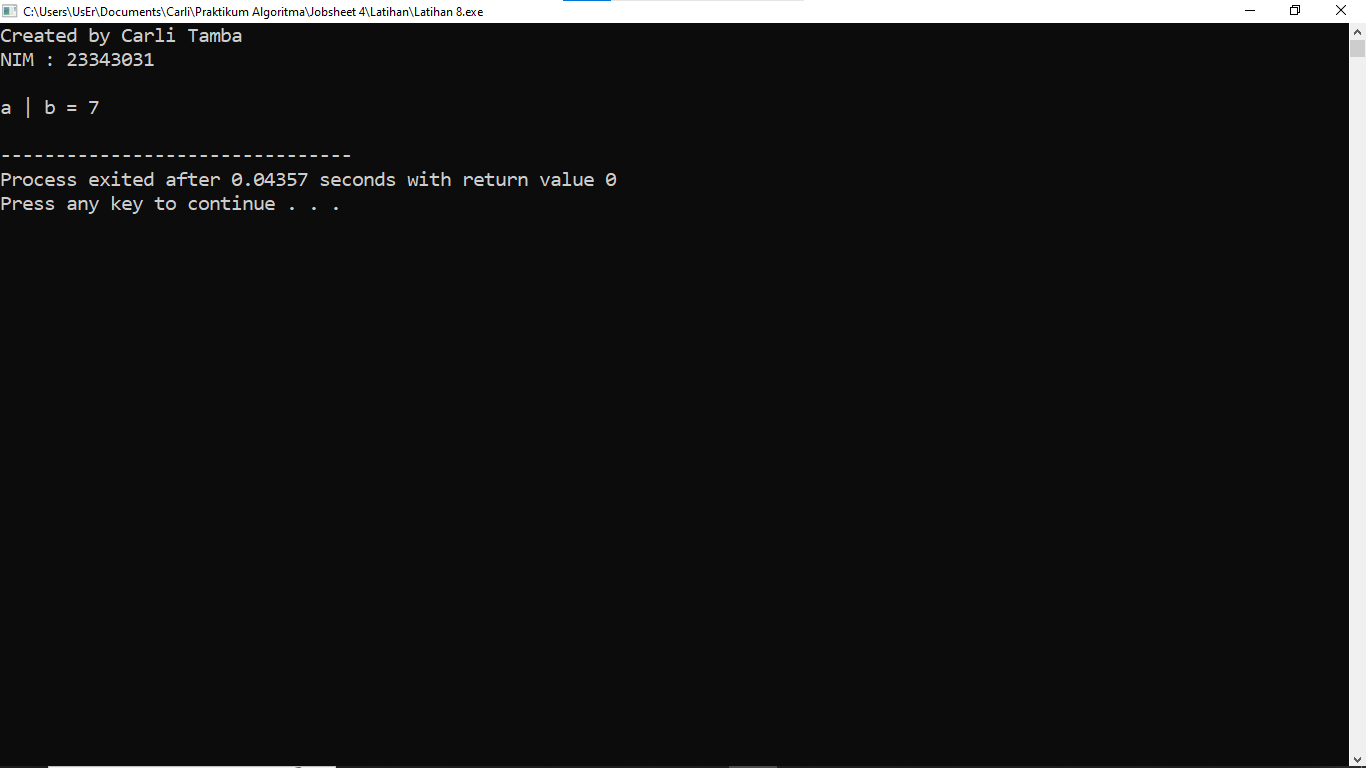 C:\Users\UsEr\Documents\Carli\Praktikum Algoritma\Jobsheet 4\Latihan\Latihan 8.exe
Created by Carli Tamba
NIM : 23343031
a | b = 7
--------------------------------
Process exited after 0.04357 seconds with return value 0
Press any key to continue . . .